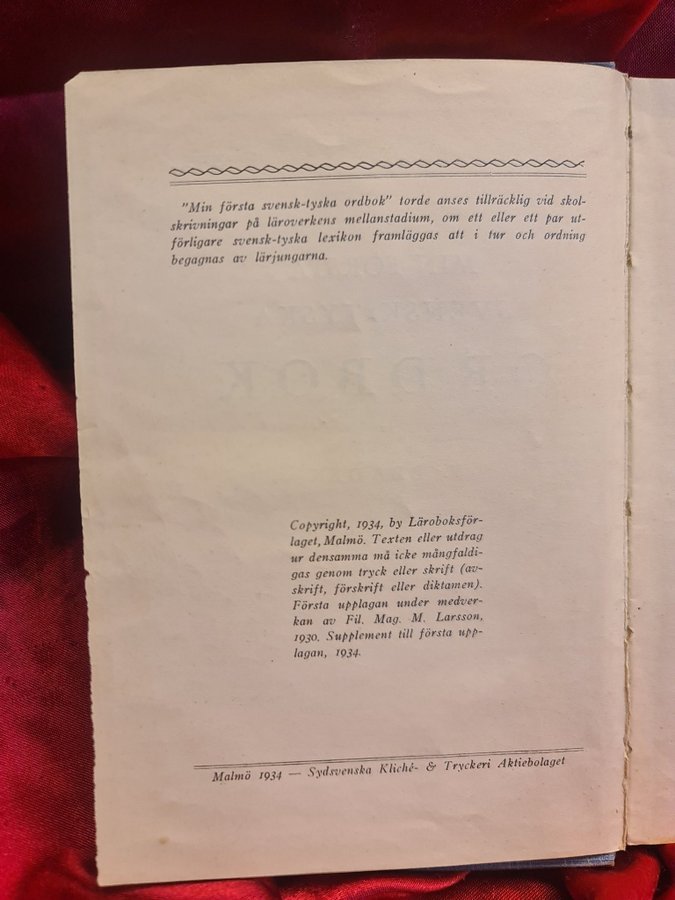 "Min första svensk-tyska ordbok" torde anses tillräcklig vid skol-
skrivningar på läroverkens mellanstadium, om ett eller ett par ut-
förligare svensk-tyska lexikon framläggas att i tur och ordning
begagnas av lärjungarna.
Copyright, 1934, by Läroboksför-
laget, Malmö. Texten eller utdrag
ur densamma må icke mångfaldi-
gas genom tryck eller skrift (av-
skrift, förskrift eller diktamen).
Första upplagan under medver-
kan av Fil. Mag. M. Larsson,
1930. Supplement till första upp-
lagan, 1934.
Malmö 1934 — Sydsvenska Kliché- & Tryckeri Aktiebolaget